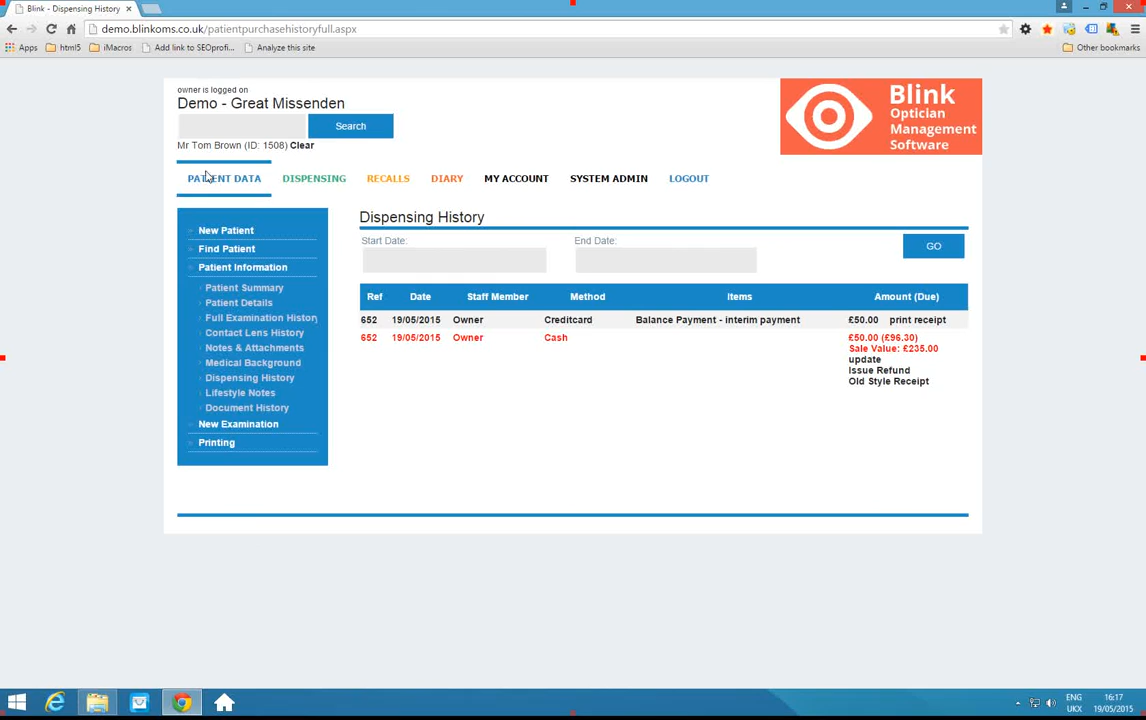 Blink - Dispensing History
demo.blinkoms.co.uk/patientpurchasehistoryfull.aspx
Apps html5 iMacros Add link to SEOprofi... Analyze this site Other bookmarks
owner is logged on
Demo - Great Missenden
Search
Mr Tom Brown (ID: 1508) Clear
Blink
Optician
Management
Software
PATIENT DATA DISPENSING RECALLS DIARY MY ACCOUNT SYSTEM ADMIN LOGOUT
New Patient
Find Patient
Patient Information
Patient Summary
Patient Details
Full Examination History
Contact Lens History
Notes & Attachments
Medical Background
Dispensing History
Lifestyle Notes
Document History
New Examination
Printing
Dispensing History
Start Date: End Date:
GO
Ref Date Staff Member Method Items Amount (Due)
652 19/05/2015 Owner Creditcard Balance Payment - interim payment £50.00 print receipt
652 19/05/2015 Owner Cash £50.00 (£96.30)
Sale Value: £235.00
update
Issue Refund
Old Style Receipt
ENG 16:17
UKX 19/05/2015